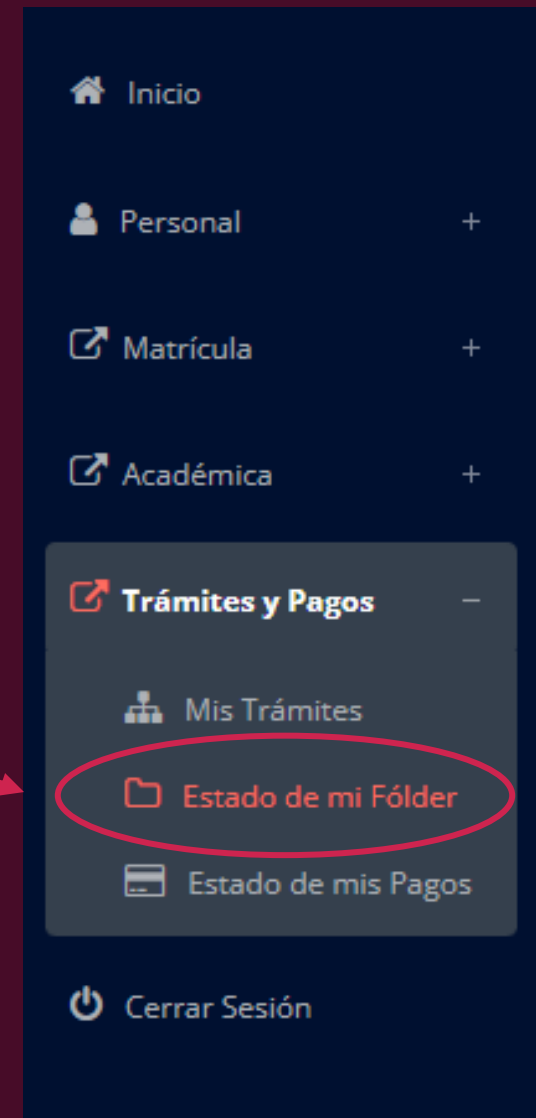 Inicio
Personal +
Matrícula +
Académica +
Trámites y Pagos –
Mis Trámites
Estado de mi Fólder
Estado de mis Pagos
Cerrar Sesión